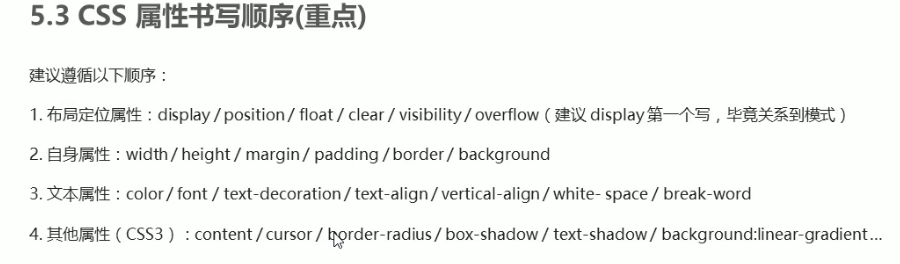 5.3 CSS 属性书写顺序(重点)
建议遵循以下顺序：
1. 布局定位属性：display / position / float / clear / visibility / overflow（建议 display 第一个写，毕竟关系到模式）
2. 自身属性：width / height / margin / padding / border / background
3. 文本属性：color / font / text-decoration / text-align / vertical-align / white- space / break-word
4. 其他属性（CSS3）：content / cursor / border-radius / box-shadow / text-shadow / background:linear-gradient…